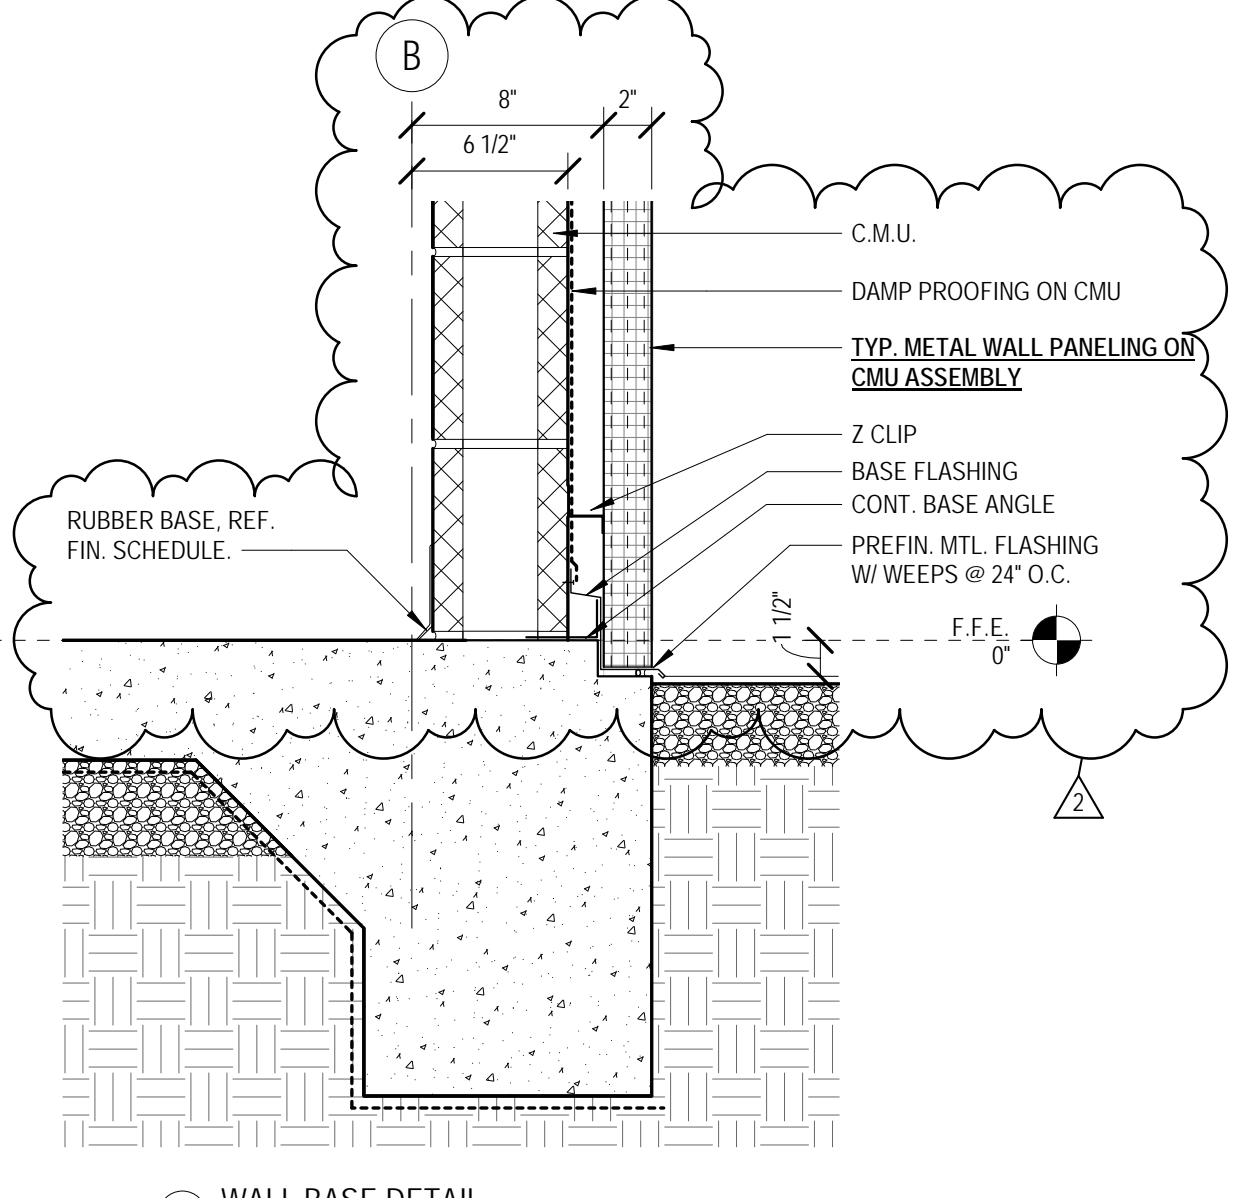 B
8"
2"
6 1/2"
C.M.U.
DAMP PROOFING ON CMU
TYP. METAL WALL PANELING ON
CMU ASSEMBLY
Z CLIP
BASE FLASHING
CONT. BASE ANGLE
RUBBER BASE, REF.
FIN. SCHEDULE.
PREFIN. MTL. FLASHING
W/ WEEPS @ 24" O.C.
1 1/2"
F.F.E.
0"
2
WALL BASE DETAIL